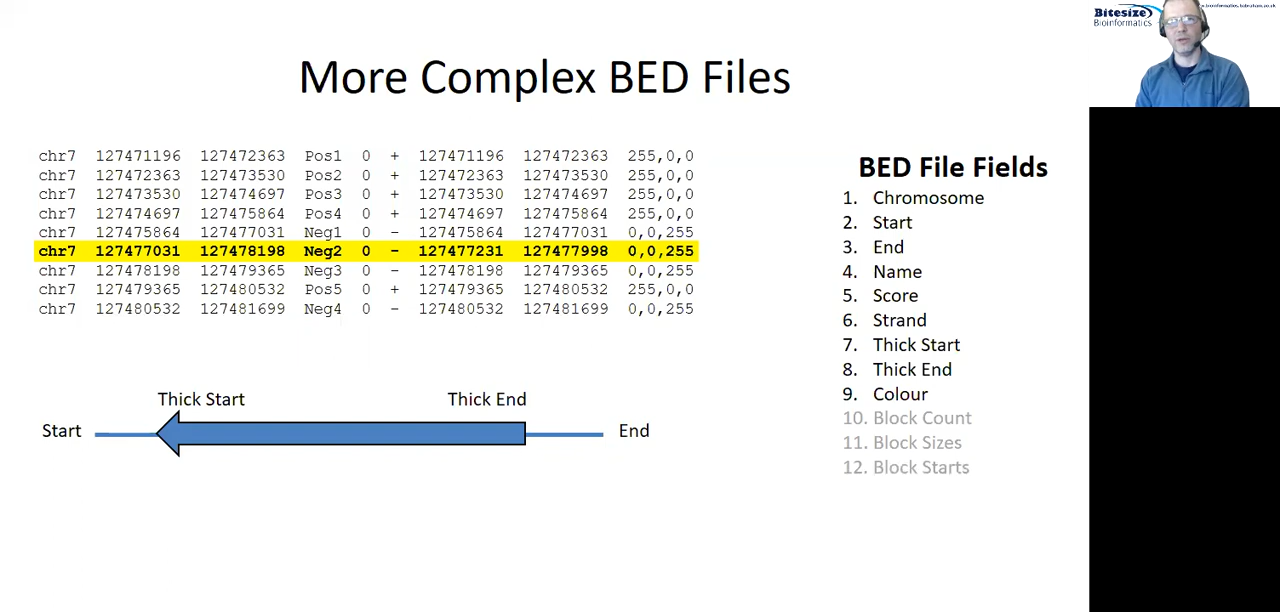 Bitesize
Bioinformatics
More Complex BED Files
chr7 127471196 127472363 Pos1 0 + 127471196 127472363 255,0,0
chr7 127472363 127473530 Pos2 0 + 127472363 127473530 255,0,0
chr7 127473530 127474697 Pos3 0 + 127473530 127474697 255,0,0
chr7 127474697 127475864 Pos4 0 + 127474697 127475864 255,0,0
chr7 127475864 127477031 Neg1 0 - 127475864 127477031 0,0,255
chr7 127477031 127478198 Neg2 0 - 127477231 127477998 0,0,255
chr7 127478198 127479365 Neg3 0 - 127478198 127479365 0,0,255
chr7 127479365 127480532 Pos5 0 + 127479365 127480532 255,0,0
chr7 127480532 127481699 Neg4 0 - 127480532 127481699 0,0,255
Thick Start Thick End
Start End
BED File Fields
1. Chromosome
2. Start
3. End
4. Name
5. Score
6. Strand
7. Thick Start
8. Thick End
9. Colour
10. Block Count
11. Block Sizes
12. Block Starts